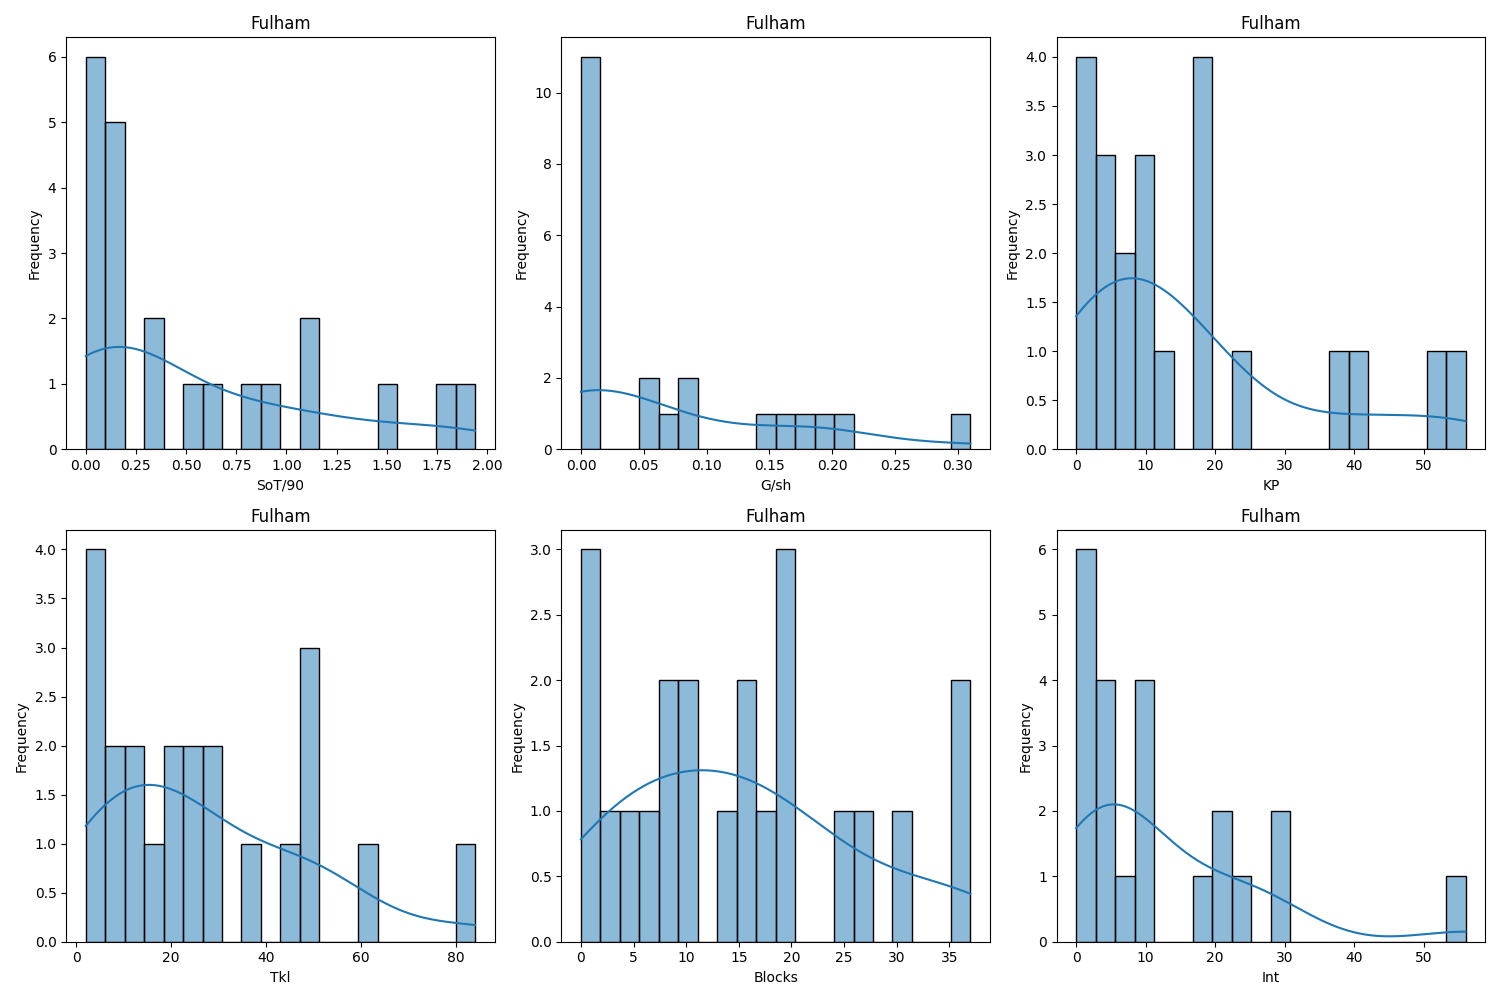 Fulham
Fulham
Fulham
6
5
4
3
2
1
0
Frequency
0.00 0.25 0.50 0.75 1.00 1.25 1.50 1.75 2.00
SoT/90
10
8
6
4
2
0
Frequency
0.00 0.05 0.10 0.15 0.20 0.25 0.30
G/sh
4.0
3.5
3.0
2.5
2.0
1.5
1.0
0.5
0.0
Frequency
0 10 20 30 40 50
KP
Fulham
Fulham
Fulham
4.0
3.5
3.0
2.5
2.0
1.5
1.0
0.5
0.0
Frequency
0 20 40 60 80
Tkl
3.0
2.5
2.0
1.5
1.0
0.5
0.0
Frequency
0 5 10 15 20 25 30 35
Blocks
6
5
4
3
2
1
0
Frequency
0 10 20 30 40 50
Int